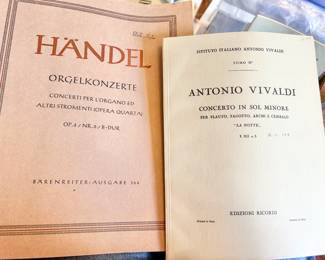 HÄNDEL
ORGELKONZERTE
CONCERTI PER L'ORGANO ED
ALTRI STROMENTI (OPERA QUARTA)
OP. 4 / NR. 2 / B-DUR
BÄRENREITER-AUSGABE
ISTITUTO ITALIANO ANTONIO VIVALDI
TOMO
ANTONIO VIVALDI
CONCERTO IN SOL MINORE
PER FLAUTO, FAGOTTO, ARCHI E CEMBALO
"LA NOTTE"
EDIZIONI RICORDI